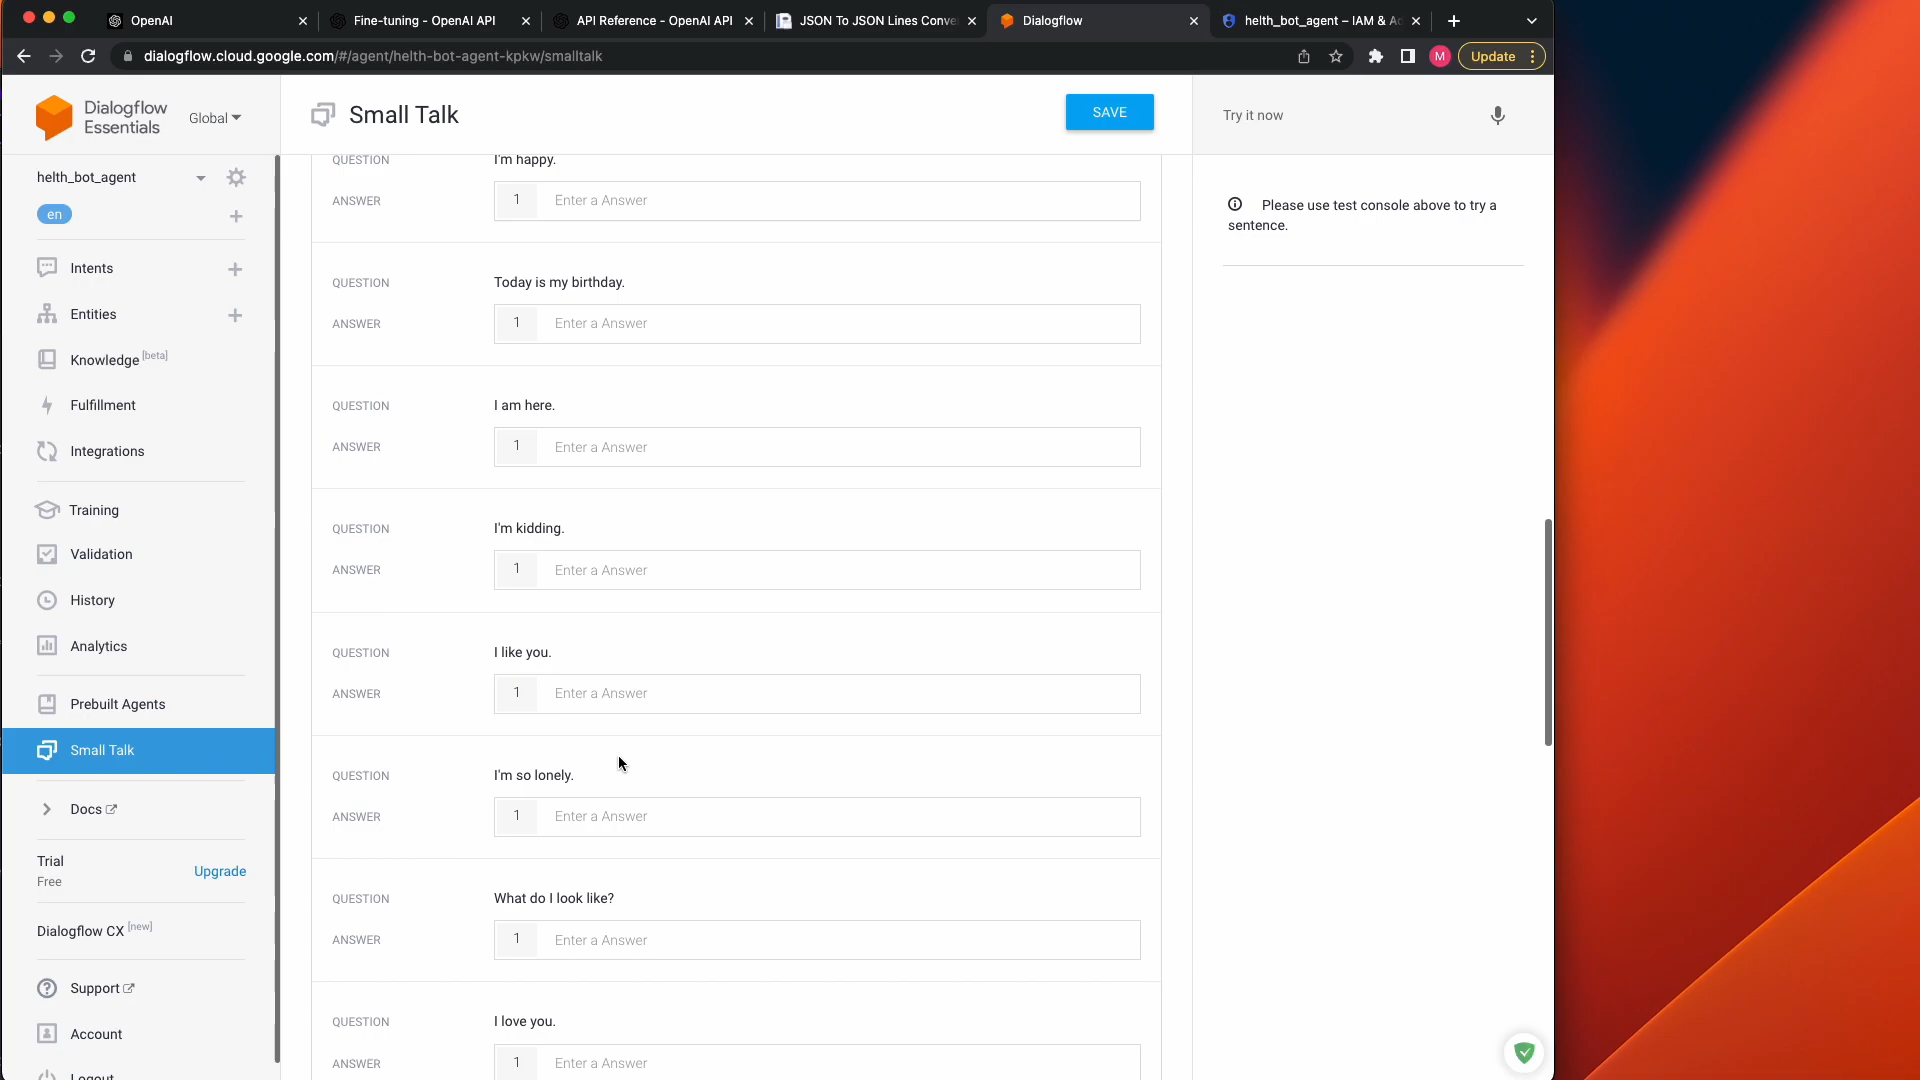 OpenAI
Fine-tuning - OpenAI API
API Reference - OpenAI API
JSON To JSON Lines Conve
Dialogflow
helth_bot_agent – IAM & Ad
dialogflow.cloud.google.com/#/agent/helth-bot-agent-kpkw/smalltalk
M
Update
Dialogflow
Essentials
Global
helth_bot_agent
en
Intents
Entities
Knowledge [beta]
Fulfillment
Integrations
Training
Validation
History
Analytics
Prebuilt Agents
Small Talk
Docs
Trial
Free
Upgrade
Dialogflow CX [new]
Support
Account
Logout
Small Talk
SAVE
QUESTION I'm happy.
ANSWER 1 Enter a Answer
QUESTION Today is my birthday.
ANSWER 1 Enter a Answer
QUESTION I am here.
ANSWER 1 Enter a Answer
QUESTION I'm kidding.
ANSWER 1 Enter a Answer
QUESTION I like you.
ANSWER 1 Enter a Answer
QUESTION I'm so lonely.
ANSWER 1 Enter a Answer
QUESTION What do I look like?
ANSWER 1 Enter a Answer
QUESTION I love you.
ANSWER 1 Enter a Answer
Try it now
Please use test console above to try a
sentence.